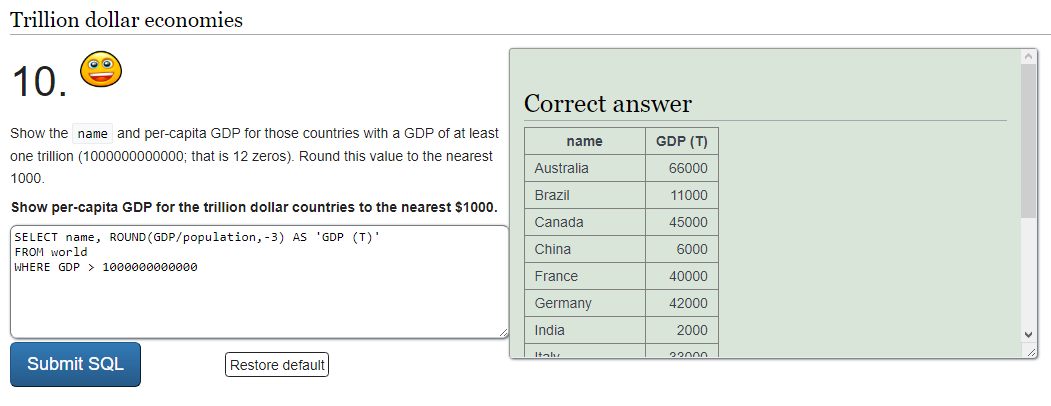 Trillion dollar economies
10.
Show the name and per-capita GDP for those countries with a GDP of at least
one trillion (1000000000000; that is 12 zeros). Round this value to the nearest
1000.
Show per-capita GDP for the trillion dollar countries to the nearest $1000.
SELECT name, ROUND(GDP/population,-3) AS 'GDP (T)'
FROM world
WHERE GDP > 1000000000000
Submit SQL
Restore default
Correct answer
name GDP (T)
Australia 66000
Brazil 11000
Canada 45000
China 6000
France 40000
Germany 42000
India 2000
Italy 33000